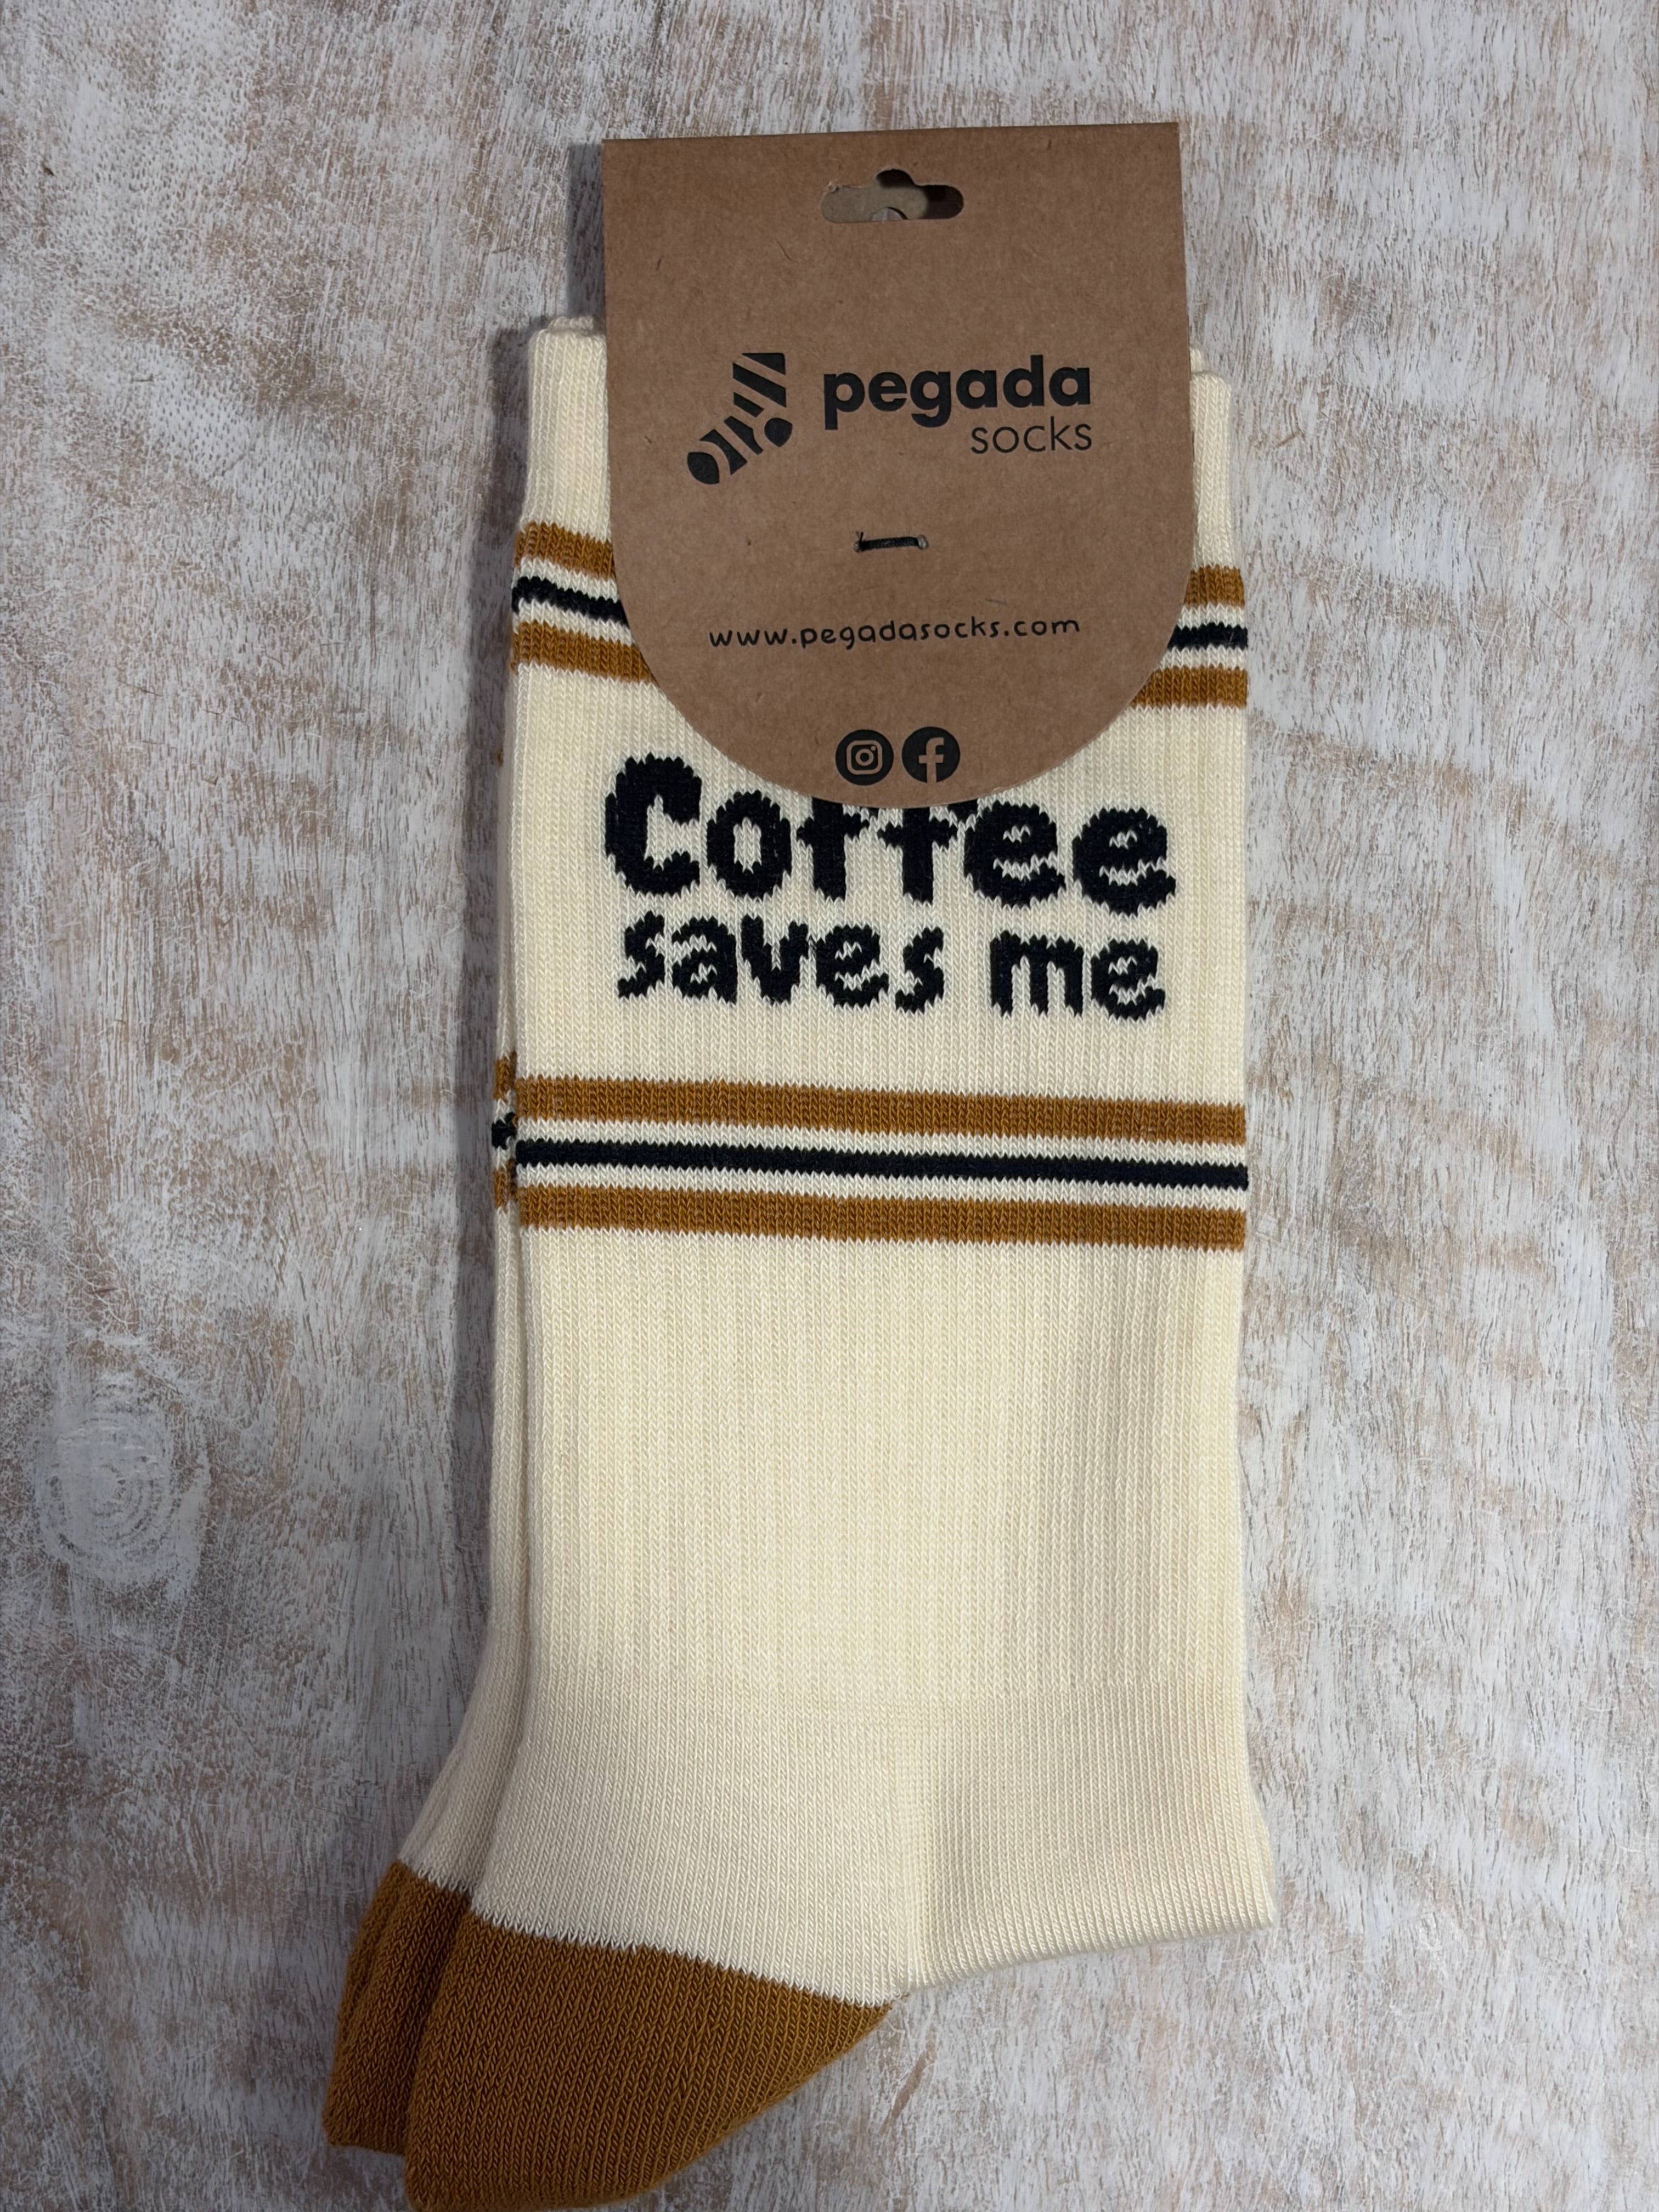 pegada
socks
www.pegadasocks.com
Coffee
saves me